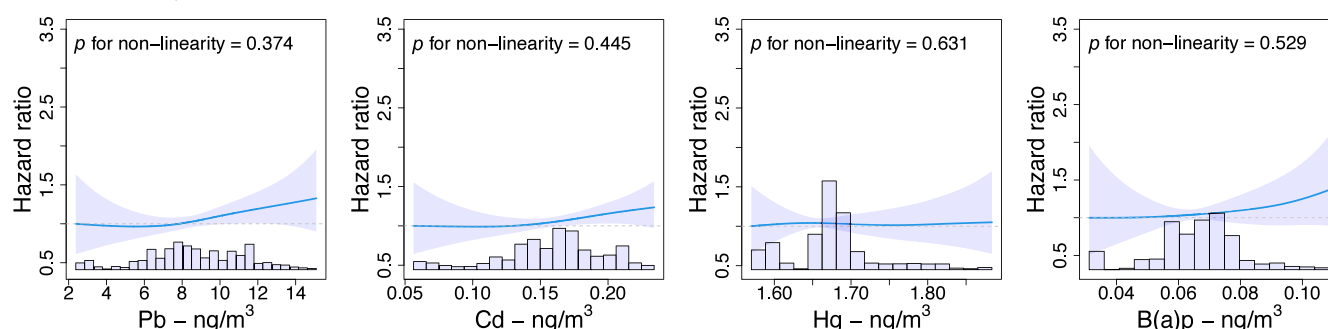 p for non−linearity = 0.374
Hazard ratio
3.5
2.5
1.5
0.5
2 4 6 8 10 12 14
Pb − ng/m³
p for non−linearity = 0.445
Hazard ratio
3.5
2.5
1.5
0.5
0.05 0.10 0.15 0.20
Cd − ng/m³
p for non−linearity = 0.631
Hazard ratio
3.5
2.5
1.5
0.5
1.60 1.70 1.80
Hg − ng/m³
p for non−linearity = 0.529
Hazard ratio
3.5
2.5
1.5
0.5
0.04 0.06 0.08 0.10
B(a)p − ng/m³